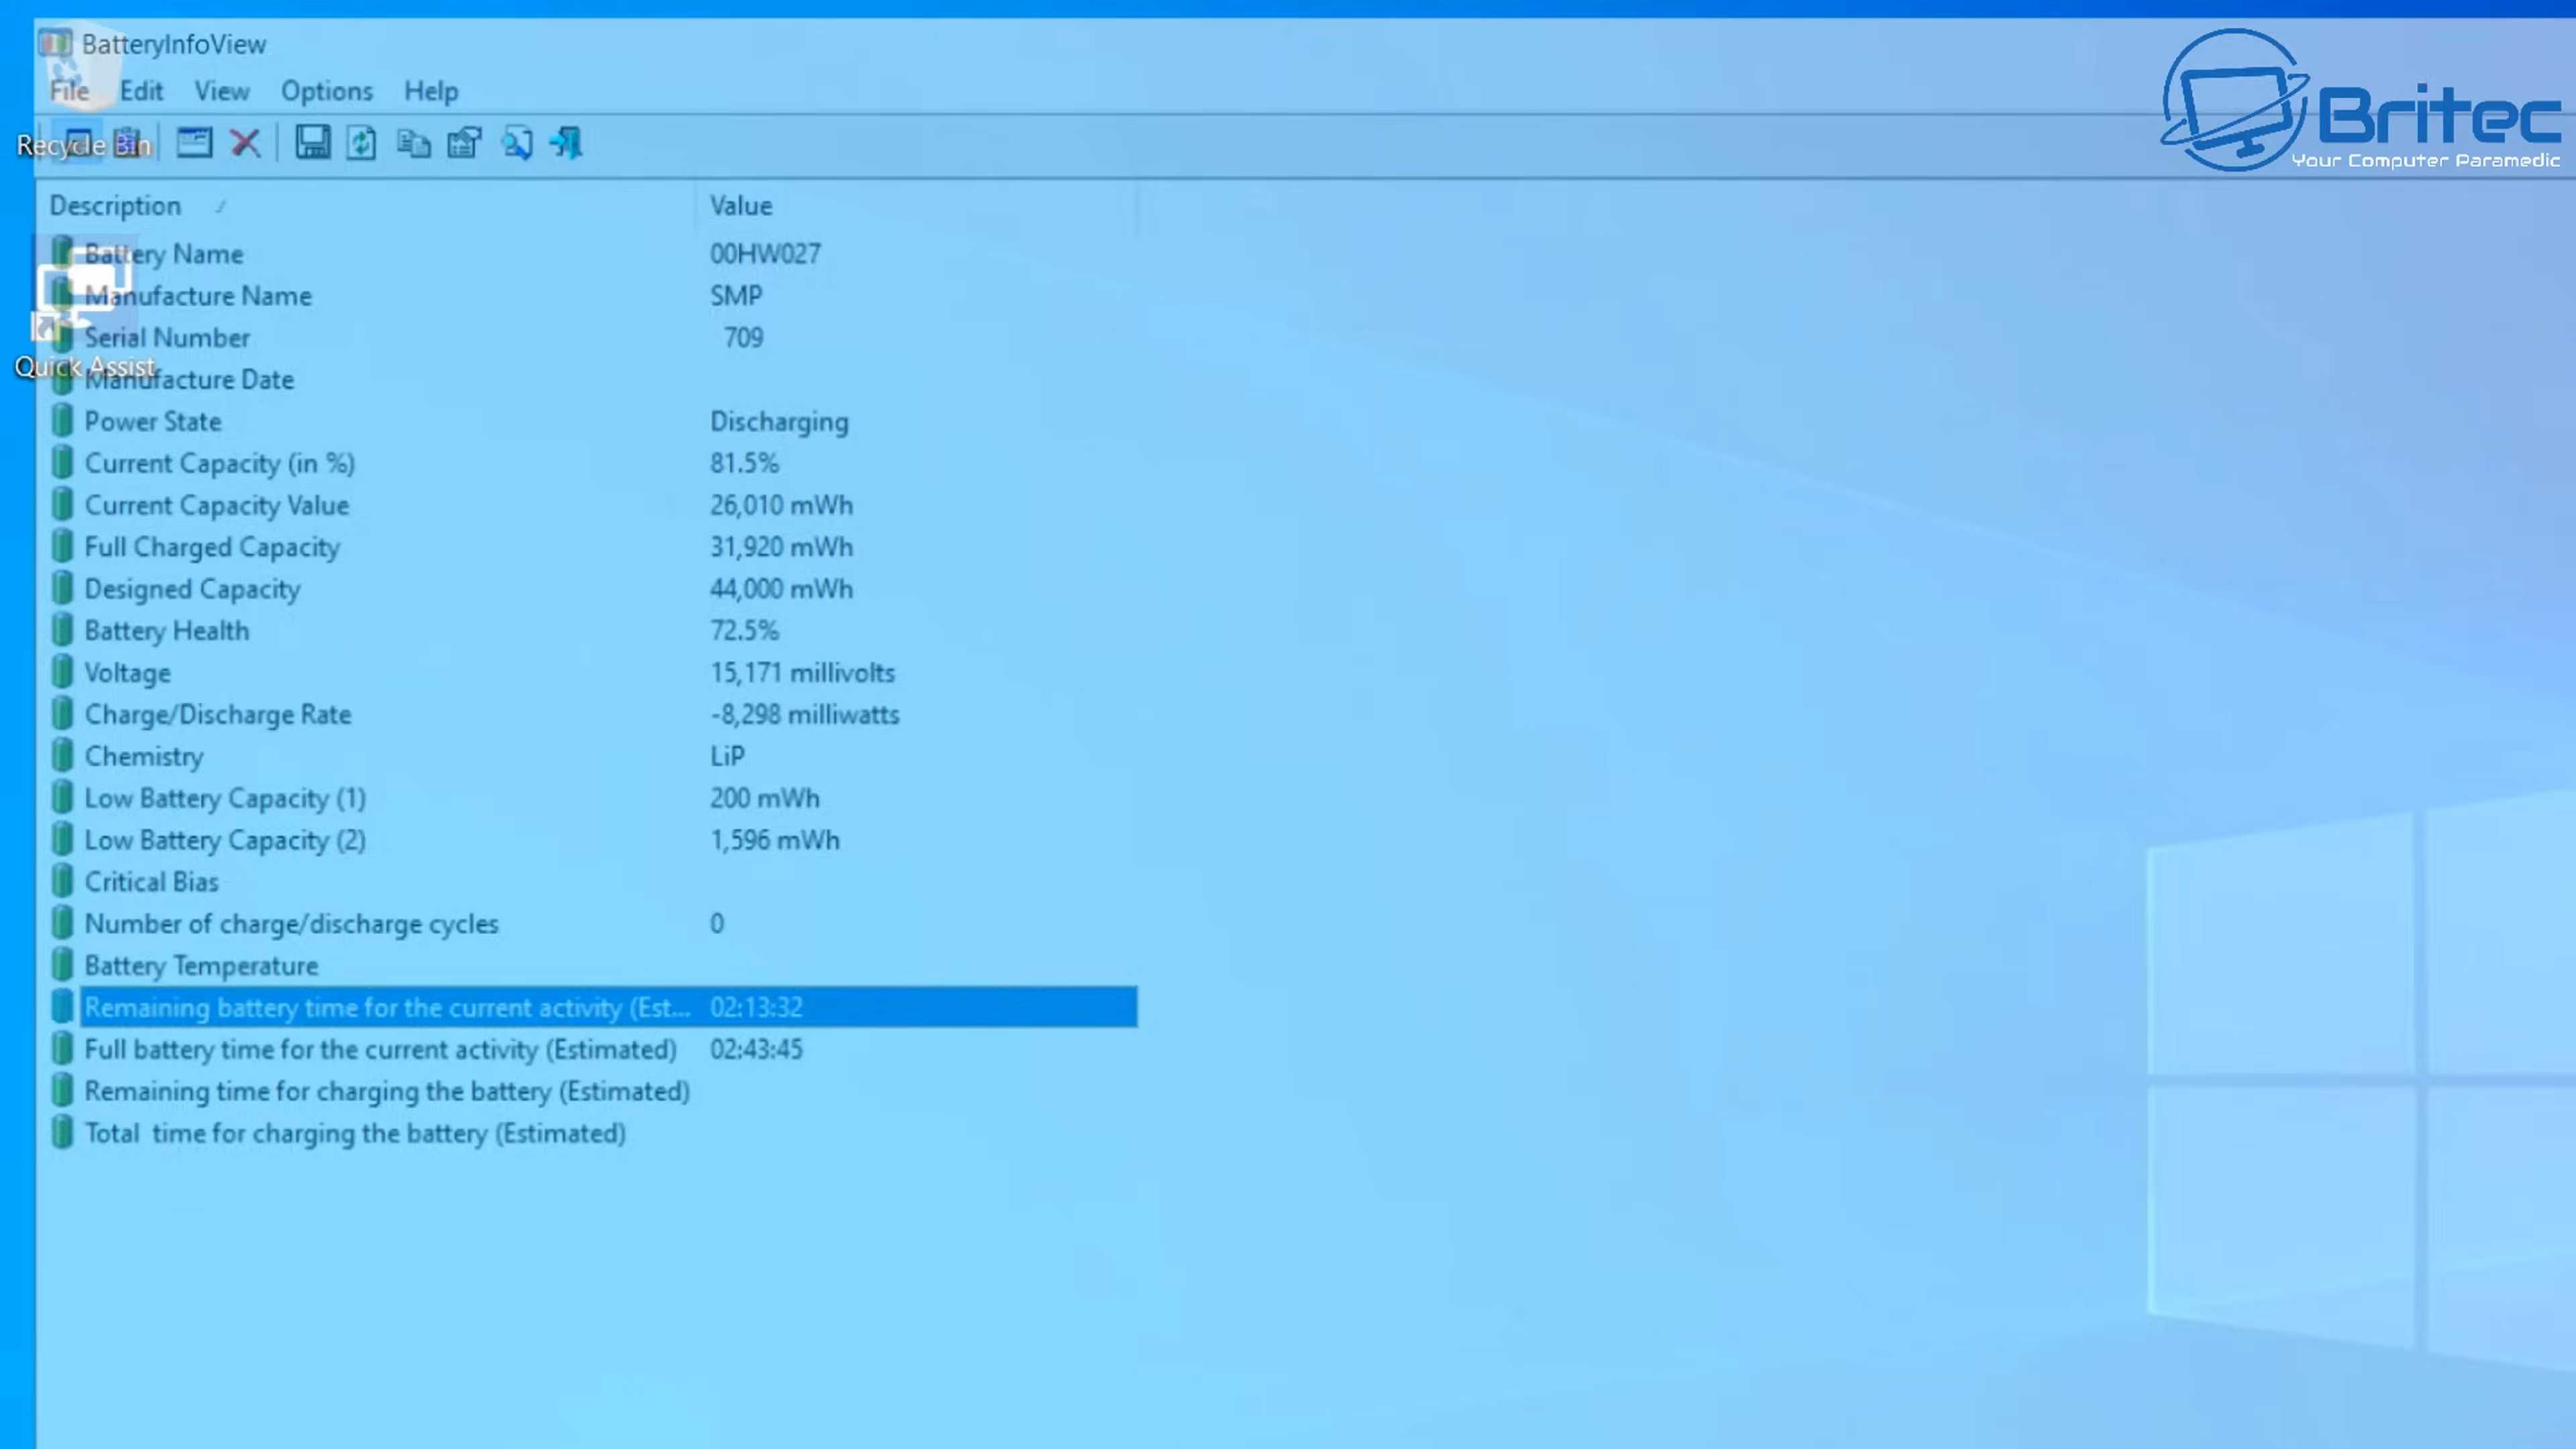 BatteryInfoView
Britec
Your Computer Paramedic
File Edit View Options Help
Recycle Bin
Description Value
Battery Name 00HW027
Manufacture Name SMP
Serial Number 709
Quick Assist
Manufacture Date
Power State Discharging
Current Capacity (in %) 81.5%
Current Capacity Value 26,010 mWh
Full Charged Capacity 31,920 mWh
Designed Capacity 44,000 mWh
Battery Health 72.5%
Voltage 15,171 millivolts
Charge/Discharge Rate -8,298 milliwatts
Chemistry LiP
Low Battery Capacity (1) 200 mWh
Low Battery Capacity (2) 1,596 mWh
Critical Bias
Number of charge/discharge cycles 0
Battery Temperature
Remaining battery time for the current activity (Est... 02:13:32
Full battery time for the current activity (Estimated) 02:43:45
Remaining time for charging the battery (Estimated)
Total time for charging the battery (Estimated)